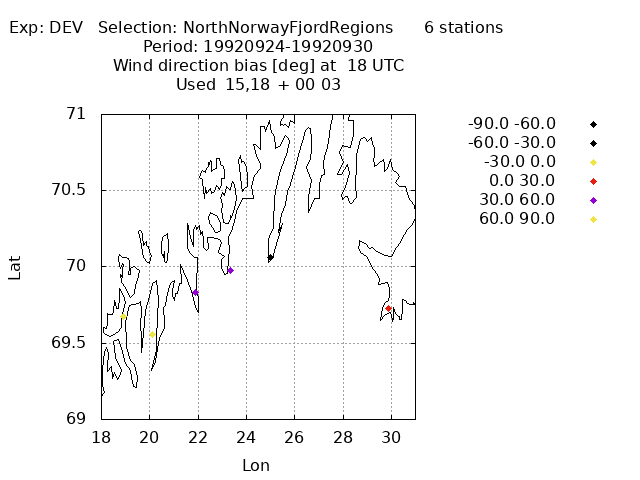 Exp: DEV   Selection: NorthNorwayFjordRegions      6 stations
Period: 19920924-19920930
Wind direction bias [deg] at  18 UTC
Used  15,18  + 00 03
-90.0 -60.0
-60.0 -30.0
-30.0 0.0
0.0 30.0
30.0 60.0
60.0 90.0
71
70.5
70
69.5
69
Lat
18 20 22 24 26 28 30
Lon